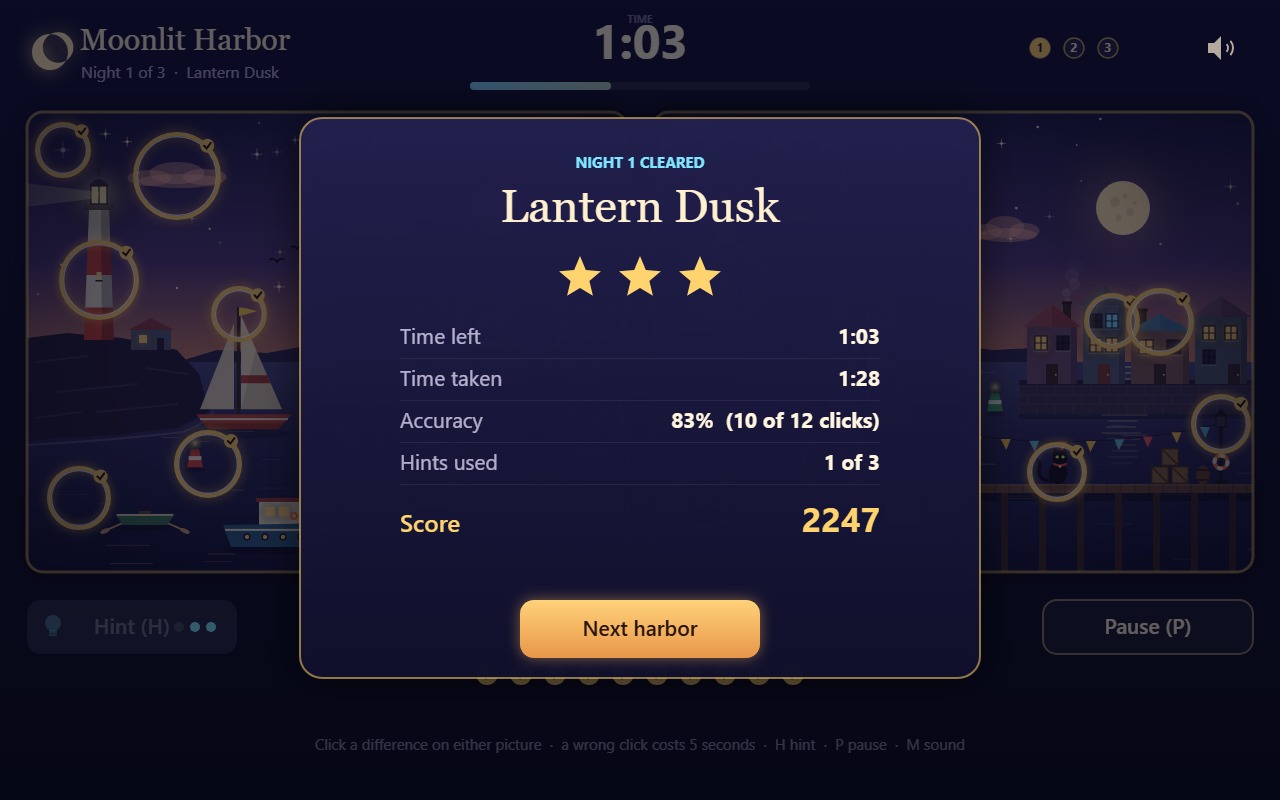 Moonlit Harbor
Night 1 of 3 · Lantern Dusk
TIME
1:03
1 2 3
NIGHT 1 CLEARED
Lantern Dusk
Time left 1:03
Time taken 1:28
Accuracy 83% (10 of 12 clicks)
Hints used 1 of 3
Score 2247
Next harbor
Hint (H)
Pause (P)
Click a difference on either picture · a wrong click costs 5 seconds · H hint · P pause · M sound